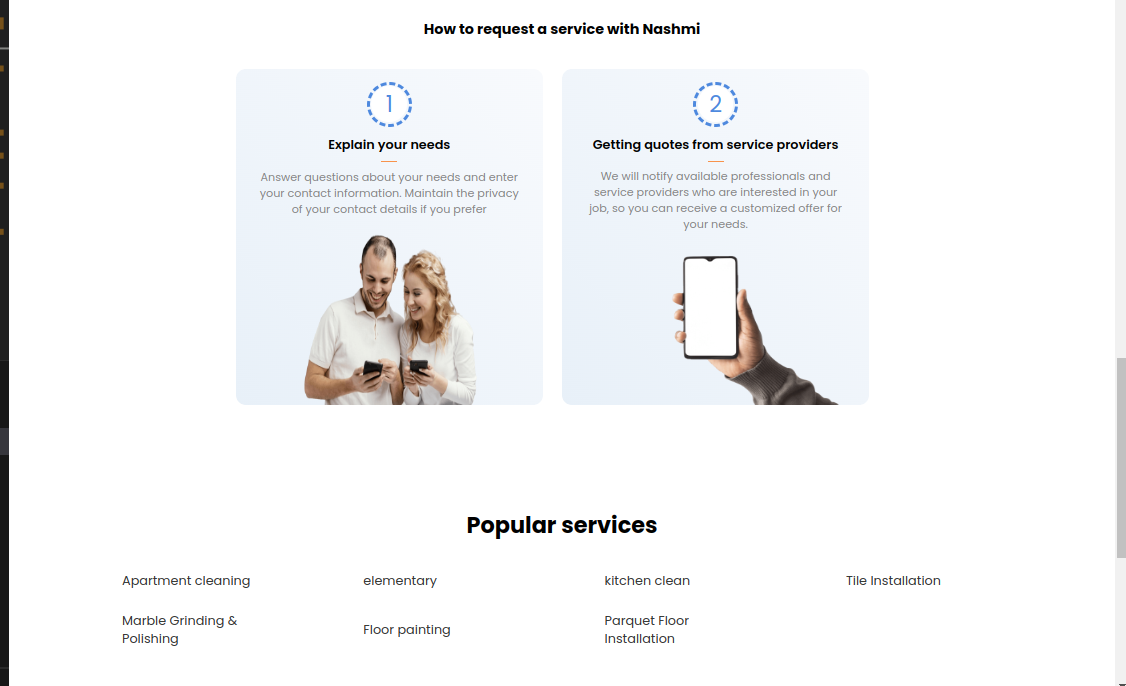 How to request a service with Nashmi
1
Explain your needs
Answer questions about your needs and enter
your contact information. Maintain the privacy
of your contact details if you prefer
2
Getting quotes from service providers
We will notify available professionals and
service providers who are interested in your
job, so you can receive a customized offer for
your needs.
Popular services
Apartment cleaning
elementary
kitchen clean
Tile Installation
Marble Grinding &
Polishing
Floor painting
Parquet Floor
Installation